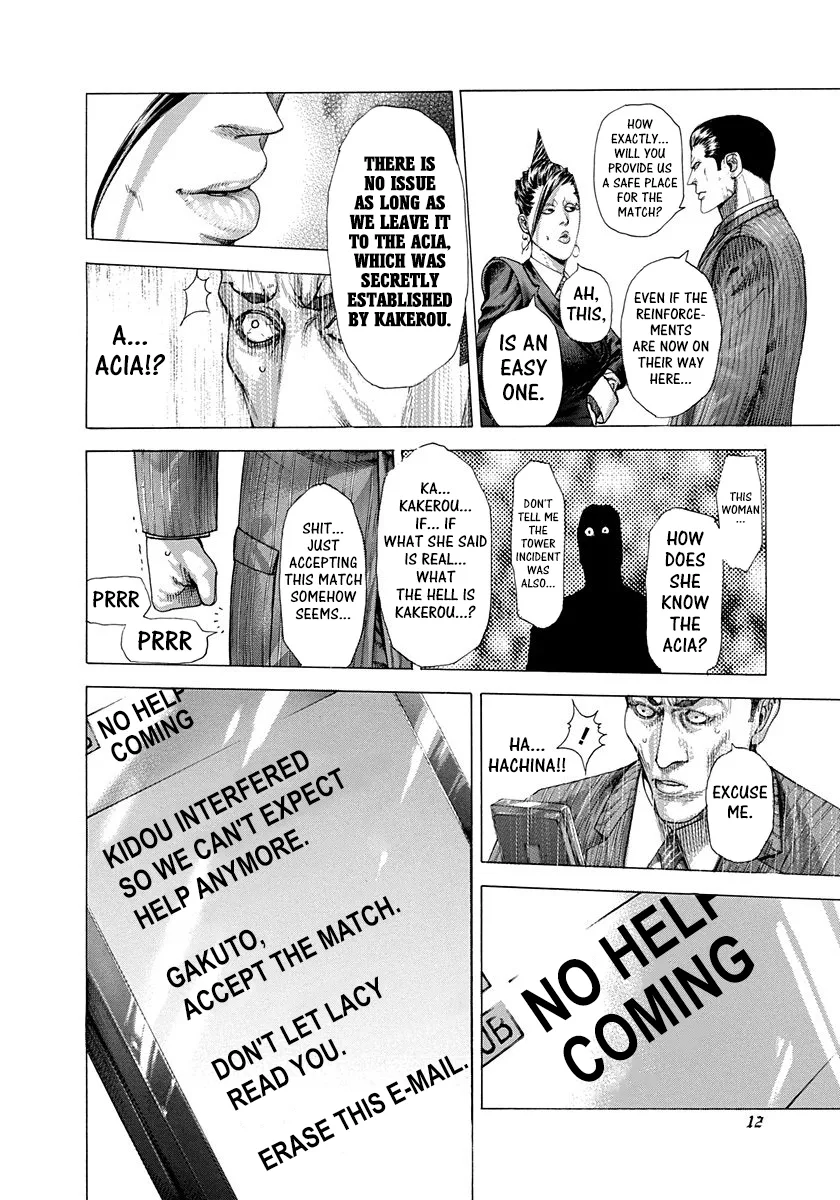 HOW
EXACTLY...
WILL YOU
PROVIDE US
A SAFE PLACE
FOR THE
MATCH?
EVEN IF THE
REINFORCE-
MENTS
ARE NOW ON
THEIR WAY
HERE...
AH,
THIS,
IS AN
EASY
ONE.
THERE IS
NO ISSUE
AS LONG AS
WE LEAVE IT
TO THE ACIA,
WHICH WAS
SECRETLY
ESTABLISHED
BY KAKEROU.
A...
ACIA!?
THIS
WOMAN
...
HOW
DOES
SHE
KNOW
THE
ACIA?
DON'T
TELL ME
THE
TOWER
INCIDENT
WAS
ALSO...
KA...
KAKEROU...
IF... IF
WHAT SHE SAID
IS REAL...
WHAT
THE HELL IS
KAKEROU...?
SHIT...
JUST
ACCEPTING
THIS MATCH
SOMEHOW
SEEMS...
PRRR
PRRR
EXCUSE
ME.
!
HA...
HACHINA!!
UB
NO HELP
COMING
B
NO HELP
COMING
KIDOU INTERFERED
SO WE CAN'T EXPECT
HELP ANYMORE.
GAKUTO,
ACCEPT THE MATCH.
DON'T LET LACY
READ YOU.
ERASE THIS E-MAIL.
12